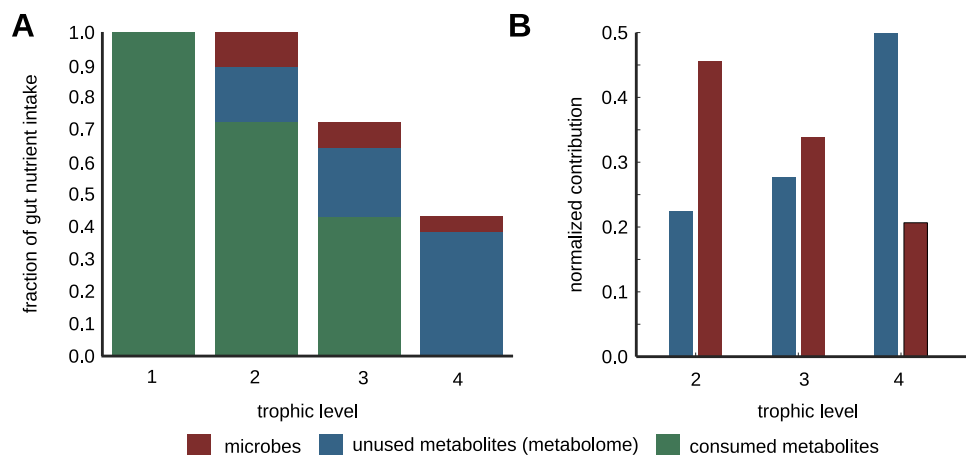 A
fraction of gut nutrient intake
1.0
0.9
0.8
0.7
0.6
0.5
0.4
0.3
0.2
0.1
0.0
1 2 3 4
trophic level
B
normalized contribution
0.5
0.4
0.3
0.2
0.1
0.0
2 3 4
trophic level
microbes unused metabolites (metabolome) consumed metabolites